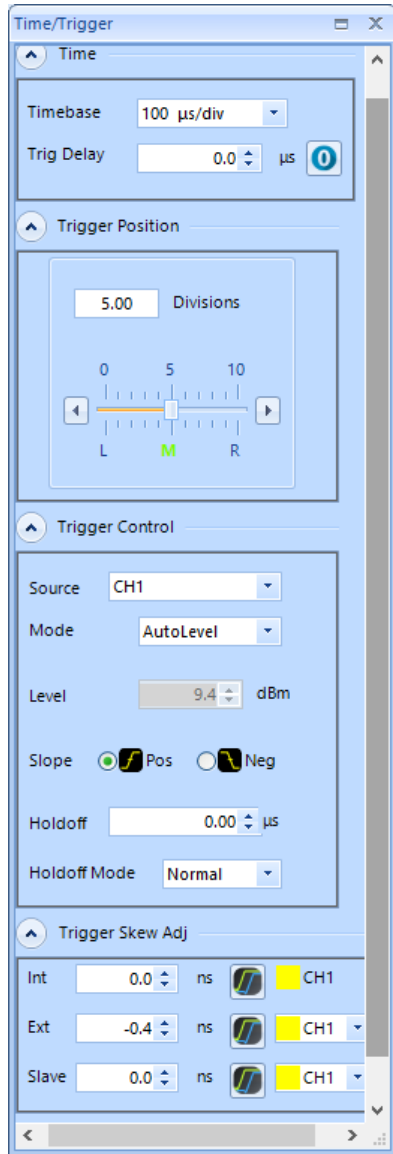 Time/Trigger
Time
Timebase 100 µs/div
Trig Delay 0.0 µs 0
Trigger Position
5.00 Divisions
0 5 10
L M R
Trigger Control
Source CH1
Mode AutoLevel
Level 9.4 dBm
Slope Pos Neg
Holdoff 0.00 µs
Holdoff Mode Normal
Trigger Skew Adj
Int 0.0 ns CH1
Ext -0.4 ns CH1
Slave 0.0 ns CH1